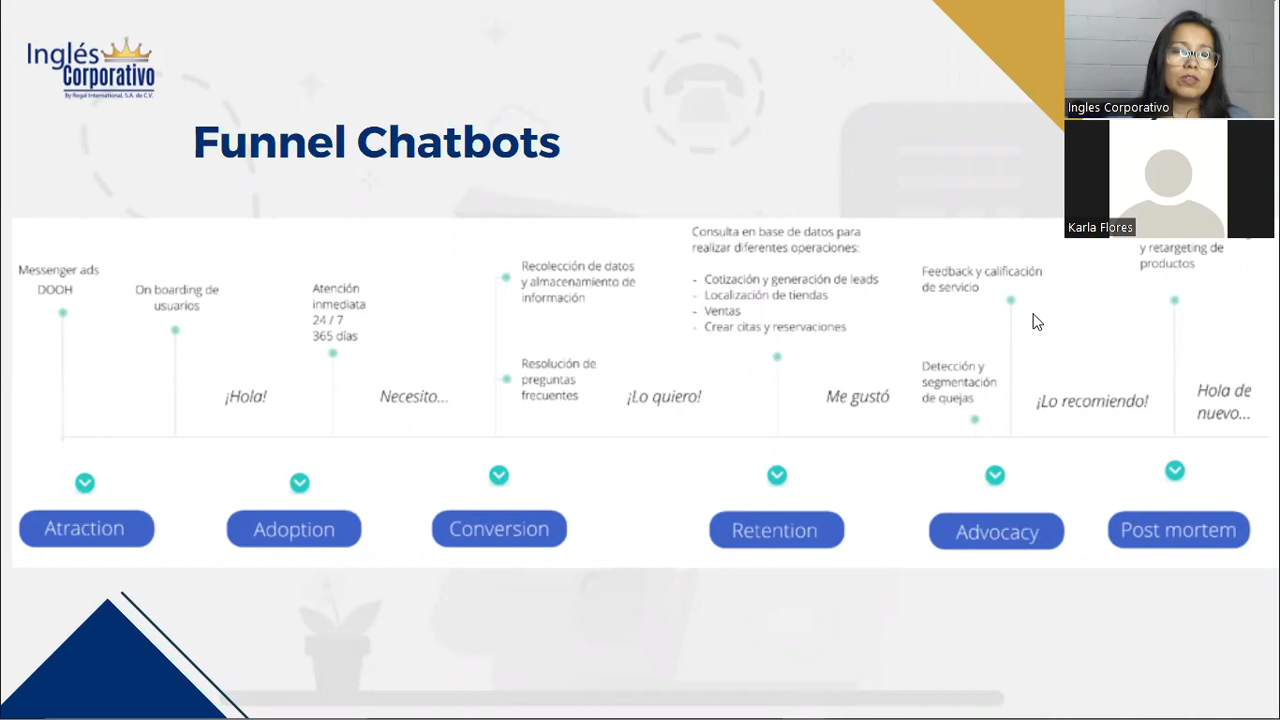 Inglés
Corporativo
By Regal International, S.A. de C.V.
Ingles Corporativo
Karla Flores
Funnel Chatbots
Messenger ads
DOOH
On boarding de
usuarios
¡Hola!
Atención
inmediata
24 / 7
365 días
Necesito...
Recolección de datos
y almacenamiento de
información
Resolución de
preguntas
frecuentes
¡Lo quiero!
Consulta en base de datos para
realizar diferentes operaciones:
- Cotización y generación de leads
- Localización de tiendas
- Ventas
- Crear citas y reservaciones
Me gustó
Feedback y calificación
de servicio
Detección y
segmentación
de quejas
¡Lo recomiendo!
y retargeting de
productos
Hola de
nuevo...
Atraction
Adoption
Conversion
Retention
Advocacy
Post mortem